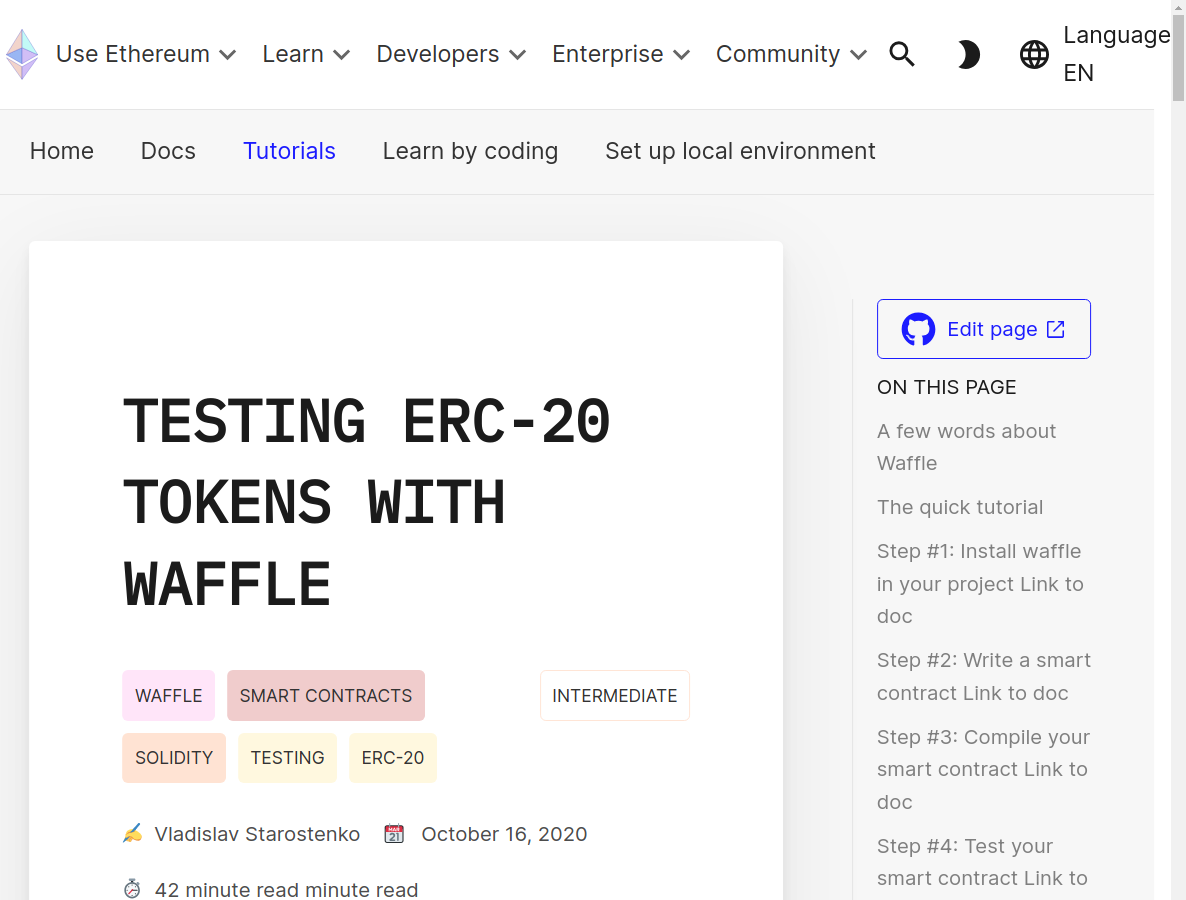 Use Ethereum Learn Developers Enterprise Community Language
EN
Home Docs Tutorials Learn by coding Set up local environment
TESTING ERC-20
TOKENS WITH
WAFFLE
WAFFLE SMART CONTRACTS INTERMEDIATE
SOLIDITY TESTING ERC-20
Vladislav Starostenko October 16, 2020
42 minute read minute read
Edit page
ON THIS PAGE
A few words about
Waffle
The quick tutorial
Step #1: Install waffle
in your project Link to
doc
Step #2: Write a smart
contract Link to doc
Step #3: Compile your
smart contract Link to
doc
Step #4: Test your
smart contract Link to